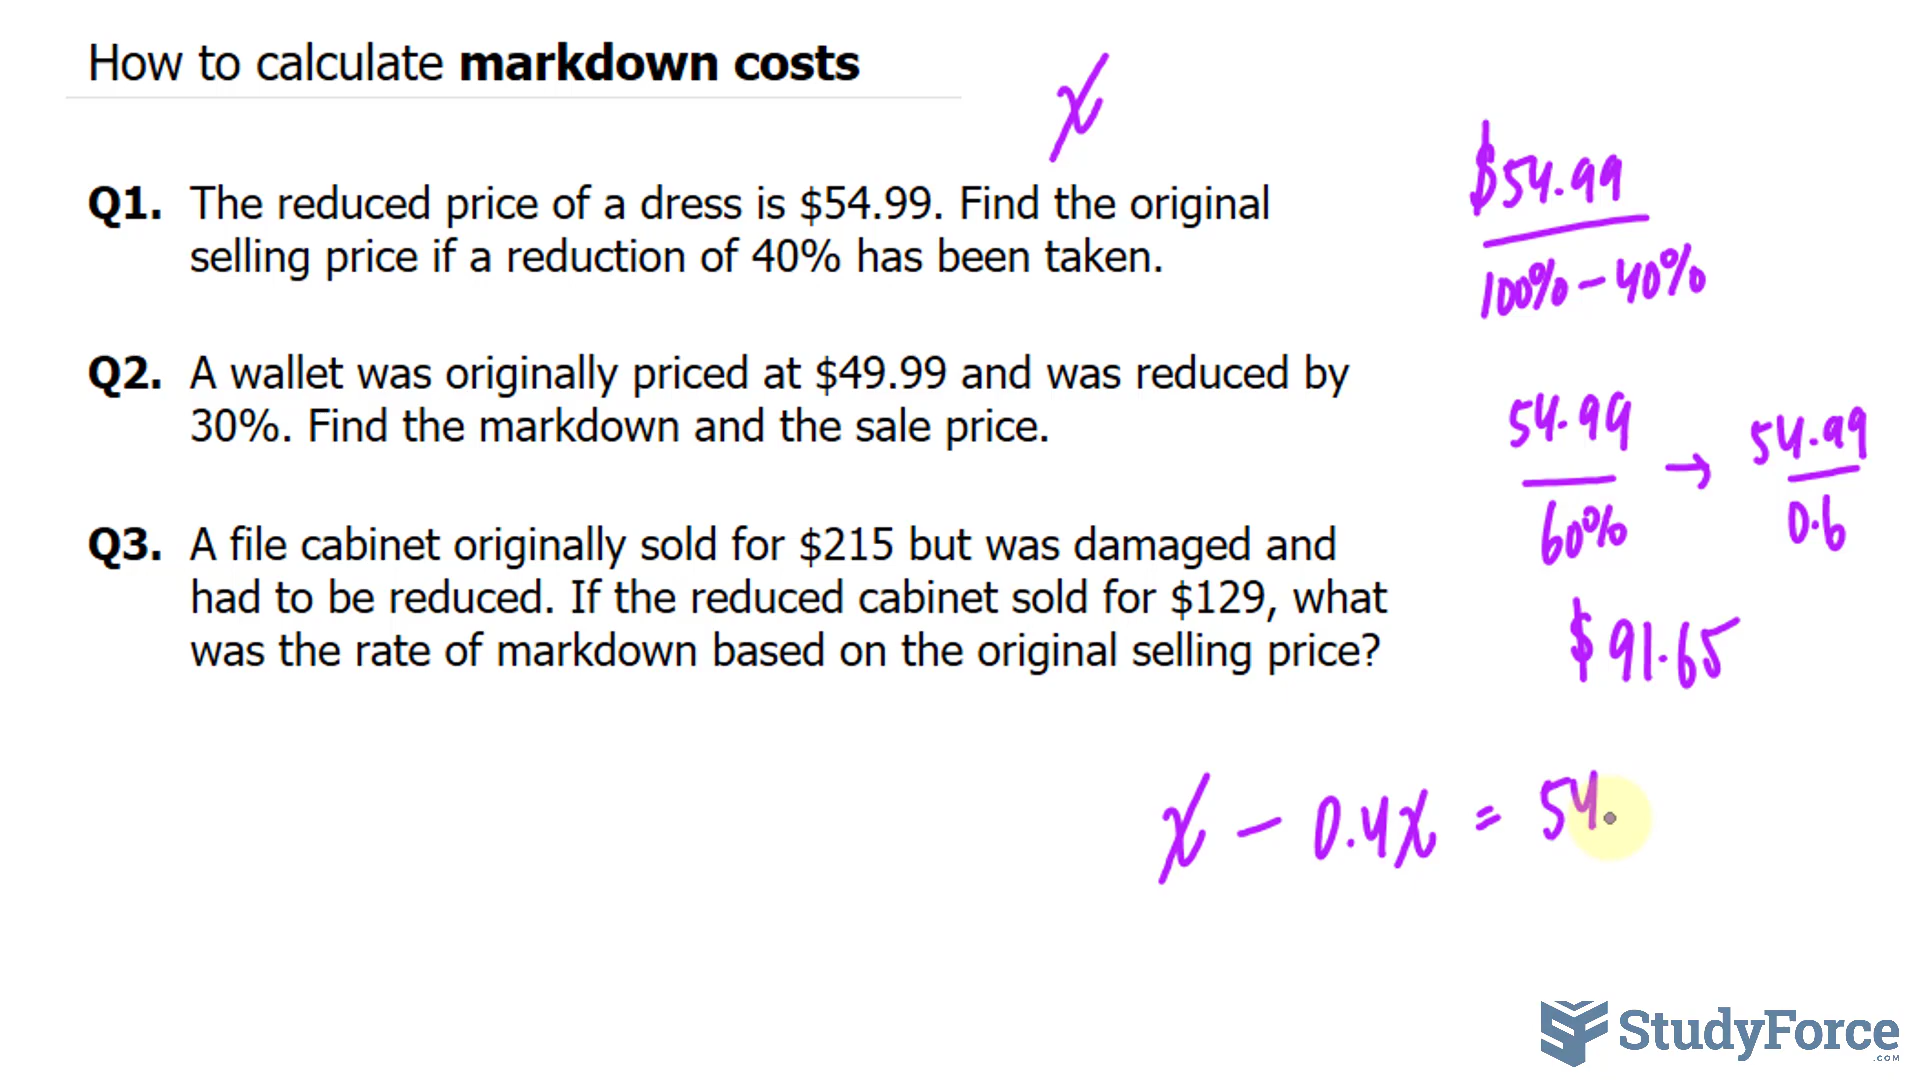 How to calculate markdown costs
x
Q1. The reduced price of a dress is $54.99. Find the original
selling price if a reduction of 40% has been taken.
$54.99
100% - 40%
Q2. A wallet was originally priced at $49.99 and was reduced by
30%. Find the markdown and the sale price.
54.99 → 54.99
60% 0.6
Q3. A file cabinet originally sold for $215 but was damaged and
had to be reduced. If the reduced cabinet sold for $129, what
was the rate of markdown based on the original selling price?
$91.65
x - 0.4x = 54.
StudyForce
.COM